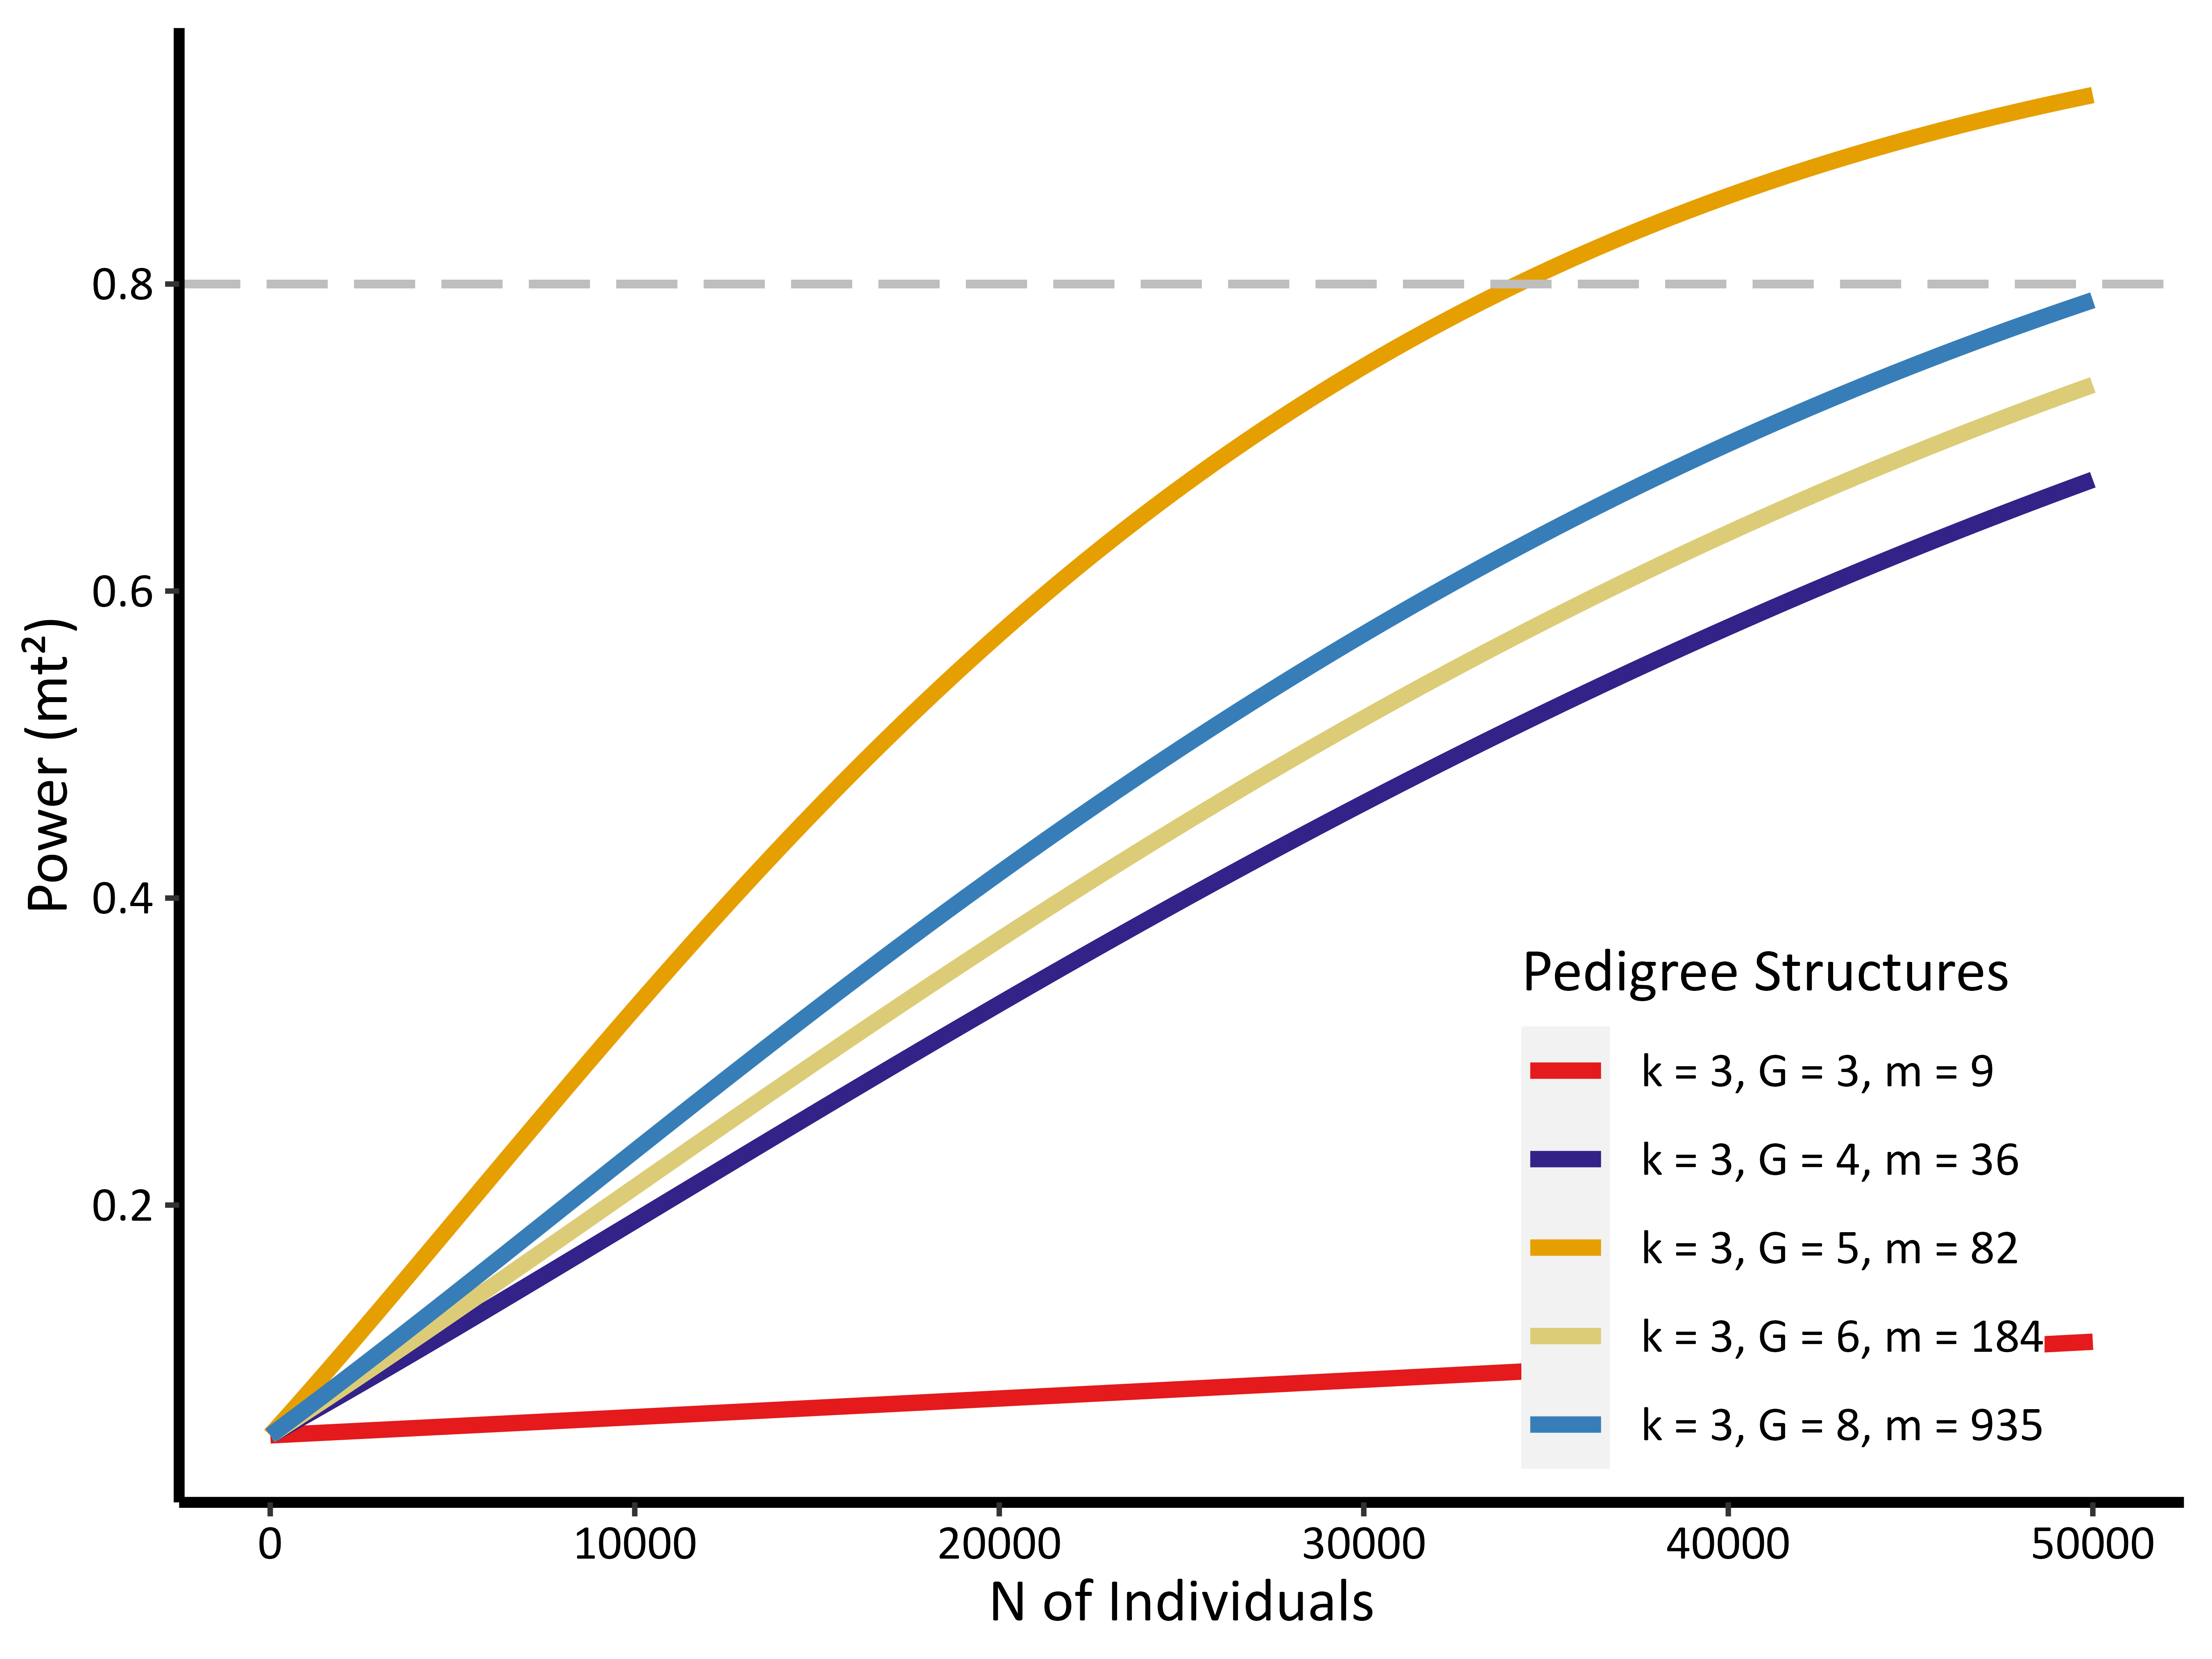 Power (mt²)
0.8
0.6
0.4
0.2
Pedigree Structures
k = 3, G = 3, m = 9
k = 3, G = 4, m = 36
k = 3, G = 5, m = 82
k = 3, G = 6, m = 184
k = 3, G = 8, m = 935
0 10000 20000 30000 40000 50000
N of Individuals